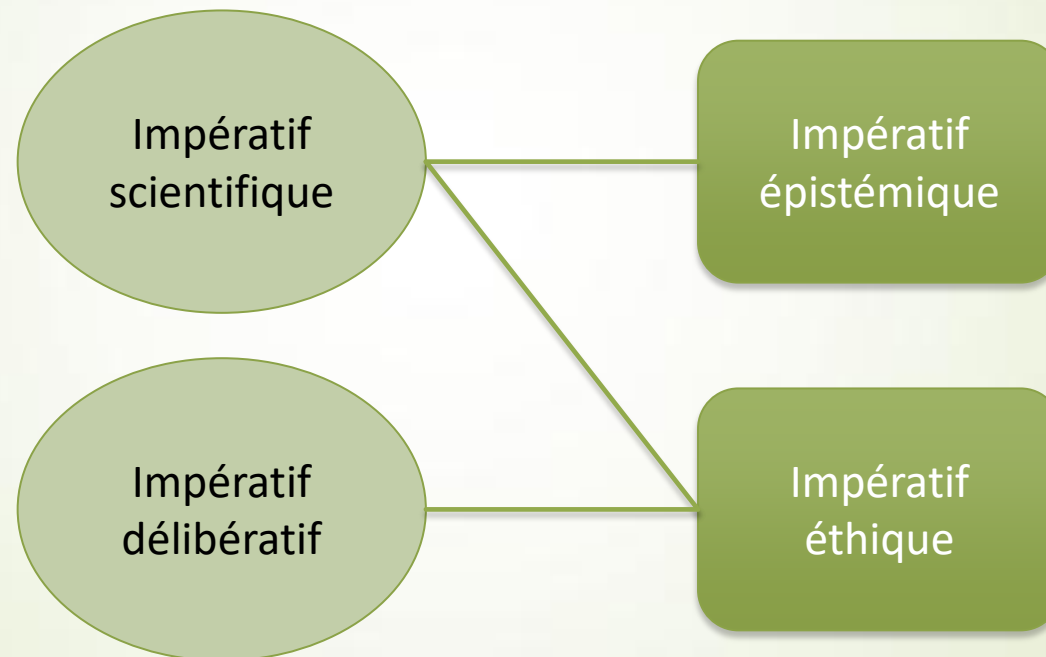 Impératif
scientifique
Impératif
épistémique
Impératif
délibératif
Impératif
éthique